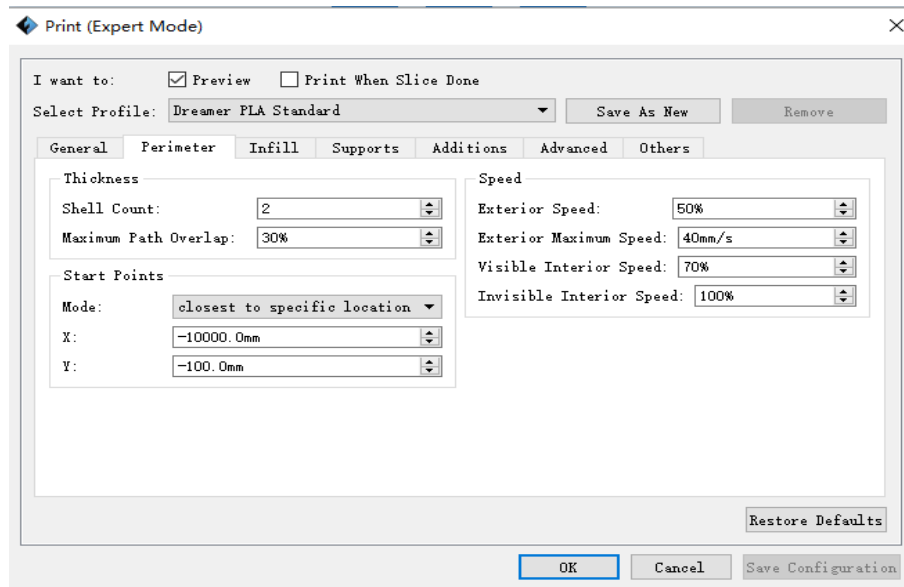 Print (Expert Mode)
I want to: Preview Print When Slice Done
Select Profile: Dreamer PLA Standard Save As New Remove
General Perimeter Infill Supports Additions Advanced Others
Thickness
Shell Count: 2
Maximum Path Overlap: 30%
Start Points
Mode: closest to specific location
X: -10000.0mm
Y: -100.0mm
Speed
Exterior Speed: 50%
Exterior Maximum Speed: 40mm/s
Visible Interior Speed: 70%
Invisible Interior Speed: 100%
Restore Defaults
OK Cancel Save Configuration